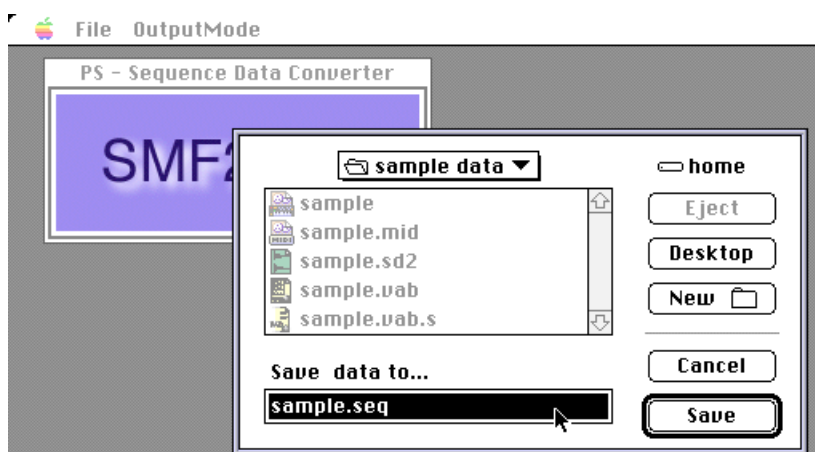 File OutputMode
PS - Sequence Data Converter
SMF2
sample data
home
sample
sample.mid
sample.sd2
sample.vab
sample.vab.s
Eject
Desktop
New
Save data to...
sample.seq
Cancel
Save